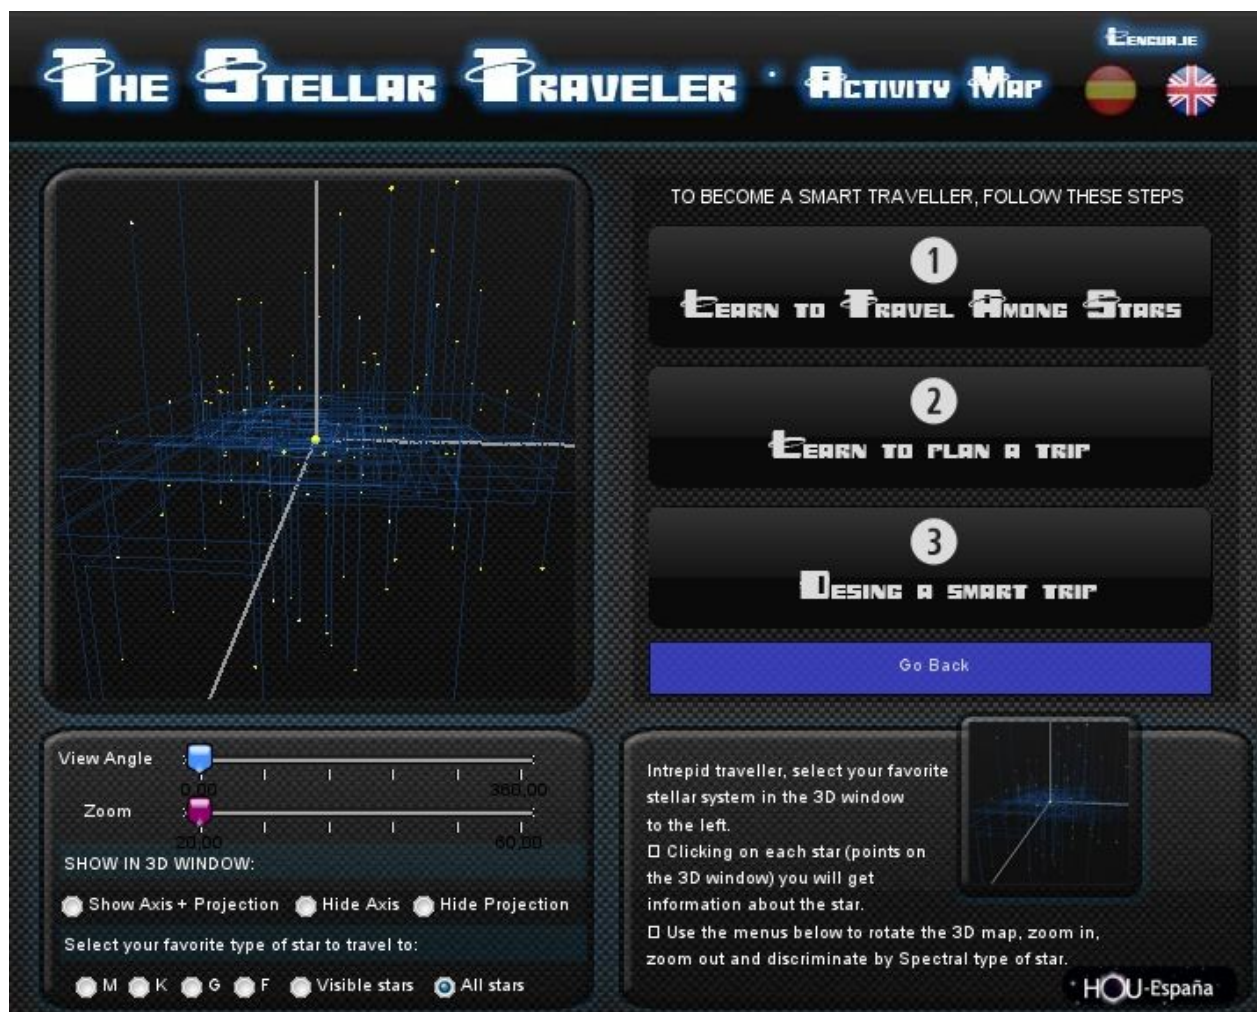 THE STELLAR TRAVELER · ACTIVITY MAP
LENGUAJE
TO BECOME A SMART TRAVELLER, FOLLOW THESE STEPS
1
LEARN TO TRAVEL AMONG STARS
2
LEARN TO PLAN A TRIP
3
DESING A SMART TRIP
Go Back
View Angle
0,00 360,00
Zoom
20,00 60,00
SHOW IN 3D WINDOW:
Show Axis + Projection Hide Axis Hide Projection
Select your favorite type of star to travel to:
M K G F Visible stars All stars
Intrepid traveller, select your favorite
stellar system in the 3D window
to the left.
□ Clicking on each star (points on
the 3D window) you will get
information about the star.
□ Use the menus below to rotate the 3D map, zoom in,
zoom out and discriminate by Spectral type of star.
HOU-España